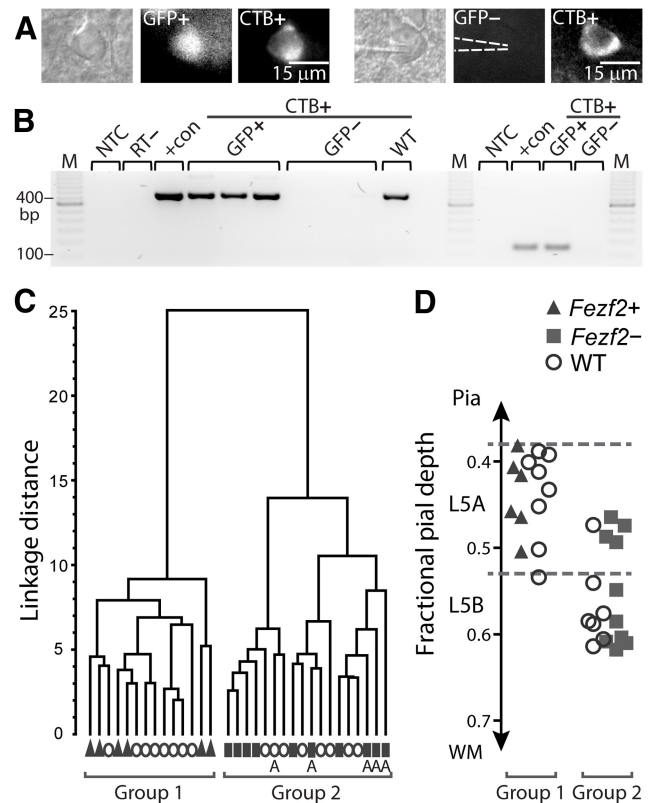 A
GFP+
CTB+
15 µm
GFP−
CTB+
15 µm
B
CTB+
CTB+
M
NTC
RT−
+con
GFP+
GFP−
WT
M
NTC
+con
GFP+
GFP−
M
400
bp
100
C
Linkage distance
25
20
15
10
5
0
A
A
AAA
Group 1
Group 2
D
Fezf2+
Fezf2−
WT
Pia
Fractional pial depth
0.4
L5A
0.5
L5B
0.6
0.7
WM
Group 1
Group 2